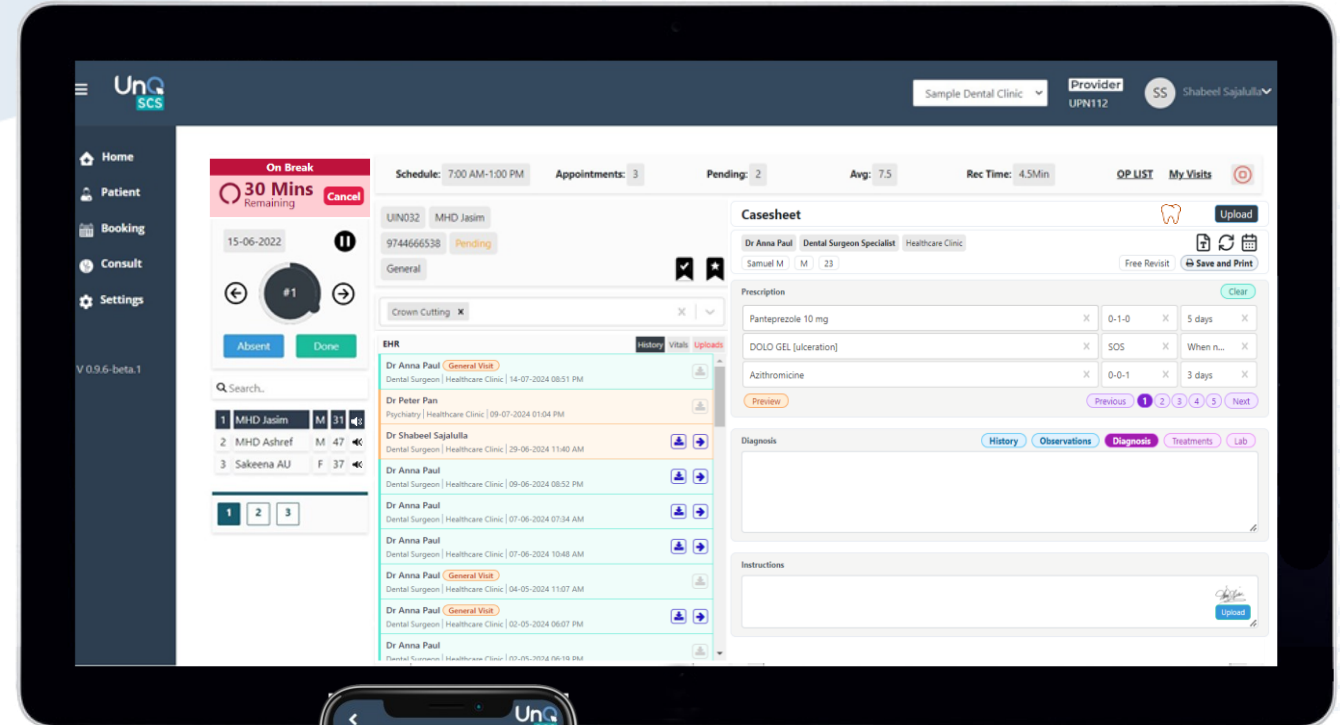 UnQ
SCS
Sample Dental Clinic
Provider
UPN112
SS
Shabeel Sajalulla
Home
Patient
Booking
Consult
Settings
V 0.9.6-beta.1
On Break
30 Mins
Remaining
Cancel
15-06-2022
#1
Absent
Done
Search..
1 MHD Jasim M 31
2 MHD Ashref M 47
3 Sakeena AU F 37
1 2 3
Schedule: 7:00 AM-1:00 PM Appointments: 3 Pending: 2 Avg: 7.5 Rec Time: 4.5Min OP LIST My Visits
UIN032 MHD Jasim
9744666538 Pending
General
Crown Cutting × ×
EHR History Vitals Uploads
Dr Anna Paul General Visit
Dental Surgeon | Healthcare Clinic | 14-07-2024 08:51 PM
Dr Peter Pan
Psychiatry | Healthcare Clinic | 09-07-2024 01:04 PM
Dr Shabeel Sajalulla
Dental Surgeon | Healthcare Clinic | 29-06-2024 11:40 AM
Dr Anna Paul
Dental Surgeon | Healthcare Clinic | 09-06-2024 08:52 PM
Dr Anna Paul
Dental Surgeon | Healthcare Clinic | 07-06-2024 07:34 AM
Dr Anna Paul
Dental Surgeon | Healthcare Clinic | 07-06-2024 10:48 AM
Dr Anna Paul General Visit
Dental Surgeon | Healthcare Clinic | 04-05-2024 11:07 AM
Dr Anna Paul General Visit
Dental Surgeon | Healthcare Clinic | 02-05-2024 06:07 PM
Dr Anna Paul
Dental Surgeon | Healthcare Clinic | 02-05-2024 06:19 PM
Casesheet Upload
Dr Anna Paul Dental Surgeon Specialist Healthcare Clinic
Samuel M M 23 Free Revisit Save and Print
Prescription Clear
Panteprezole 10 mg × 0-1-0 × 5 days ×
DOLO GEL [ulceration] × SOS × When n... ×
Azithromicine × 0-0-1 × 3 days ×
Preview Previous 1 2 3 4 5 Next
Diagnosis History Observations Diagnosis Treatments Lab
Instructions
Upload
UnQ